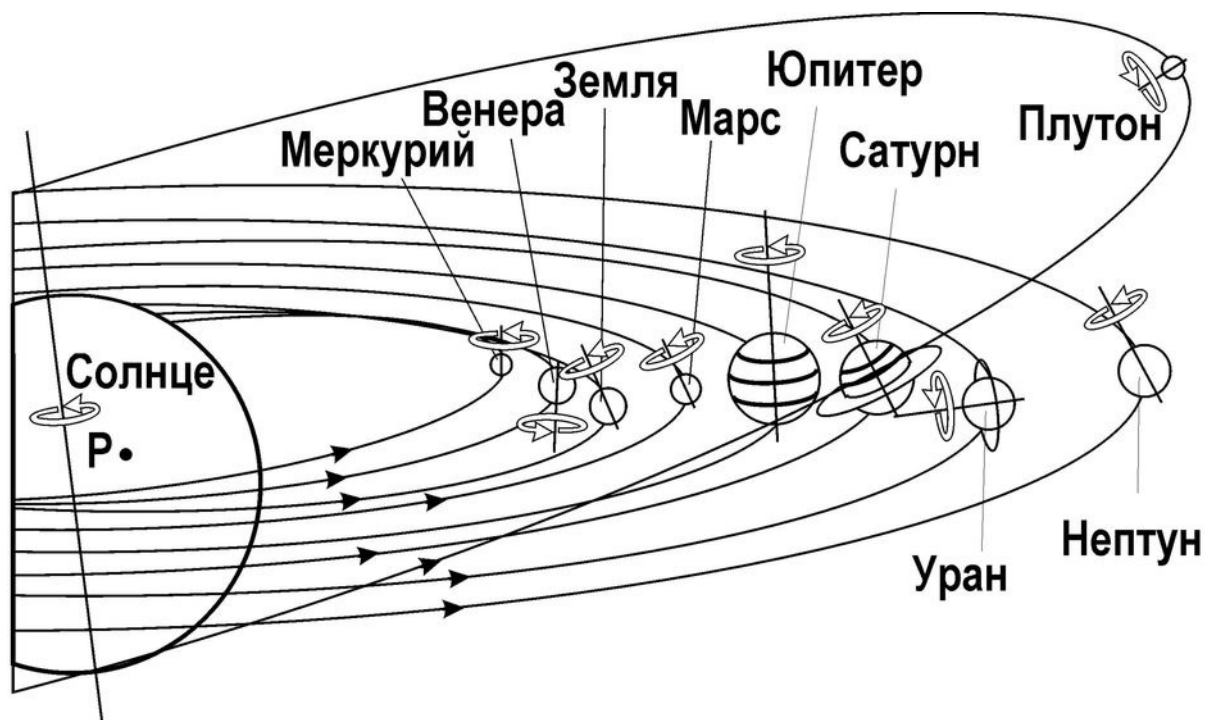 Юпитер
Земля
Венера
Марс
Плутон
Меркурий
Сатурн
Солнце
P
Нептун
Уран